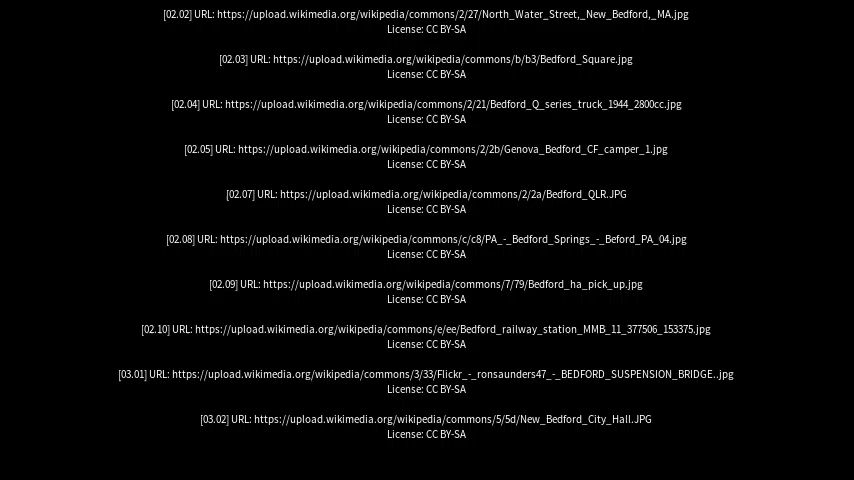 [02.02] URL: https://upload.wikimedia.org/wikipedia/commons/2/27/North_Water_Street,_New_Bedford,_MA.jpg
License: CC BY-SA
[02.03] URL: https://upload.wikimedia.org/wikipedia/commons/b/b3/Bedford_Square.jpg
License: CC BY-SA
[02.04] URL: https://upload.wikimedia.org/wikipedia/commons/2/21/Bedford_Q_series_truck_1944_2800cc.jpg
License: CC BY-SA
[02.05] URL: https://upload.wikimedia.org/wikipedia/commons/2/2b/Genova_Bedford_CF_camper_1.jpg
License: CC BY-SA
[02.07] URL: https://upload.wikimedia.org/wikipedia/commons/2/2a/Bedford_QLR.JPG
License: CC BY-SA
[02.08] URL: https://upload.wikimedia.org/wikipedia/commons/c/c8/PA_-_Bedford_Springs_-_Beford_PA_04.jpg
License: CC BY-SA
[02.09] URL: https://upload.wikimedia.org/wikipedia/commons/7/79/Bedford_ha_pick_up.jpg
License: CC BY-SA
[02.10] URL: https://upload.wikimedia.org/wikipedia/commons/e/ee/Bedford_railway_station_MMB_11_377506_153375.jpg
License: CC BY-SA
[03.01] URL: https://upload.wikimedia.org/wikipedia/commons/3/33/Flickr_-_ronsaunders47_-_BEDFORD_SUSPENSION_BRIDGE..jpg
License: CC BY-SA
[03.02] URL: https://upload.wikimedia.org/wikipedia/commons/5/5d/New_Bedford_City_Hall.JPG
License: CC BY-SA